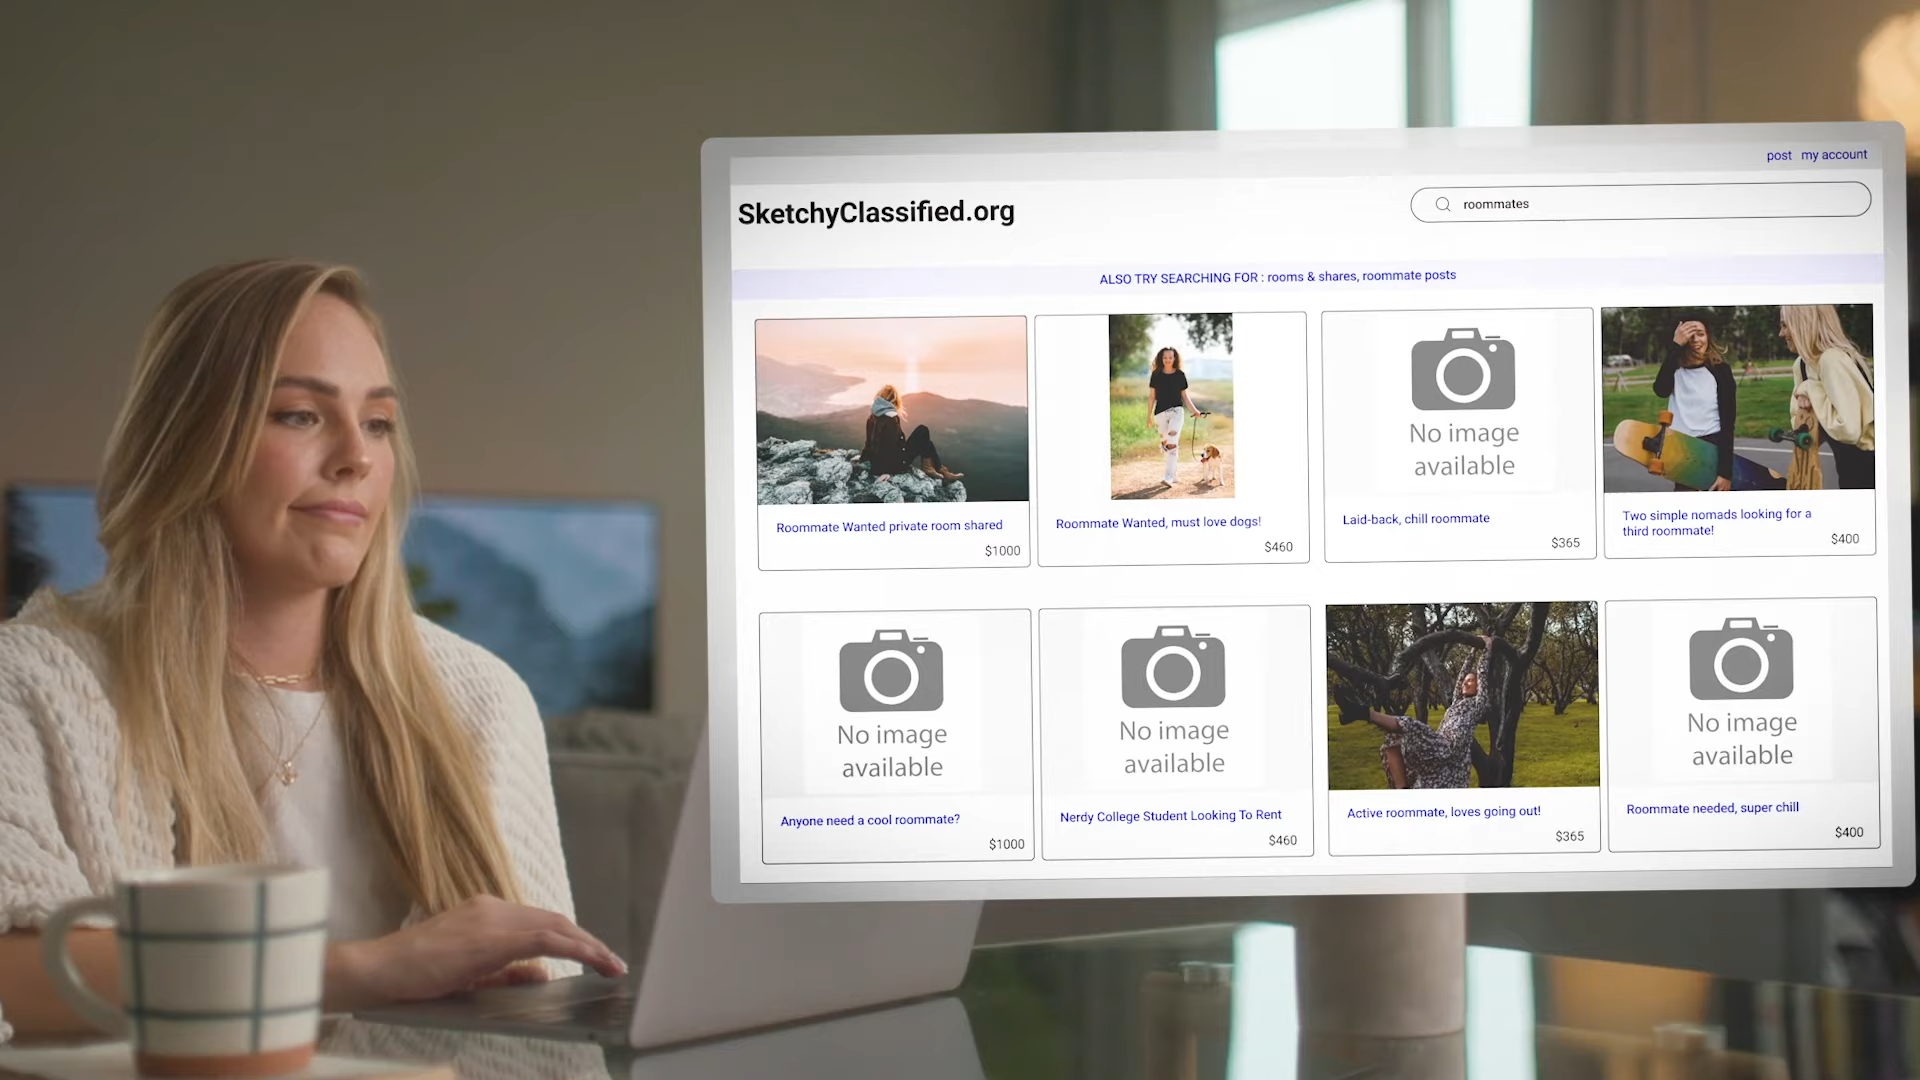 post my account
SketchyClassified.org
roommates
ALSO TRY SEARCHING FOR : rooms & shares, roommate posts
Roommate Wanted private room shared
$1000
Roommate Wanted, must love dogs!
$460
No image
available
Laid-back, chill roommate
$365
Two simple nomads looking for a
third roommate!
$400
No image
available
Anyone need a cool roommate?
$1000
No image
available
Nerdy College Student Looking To Rent
$460
Active roommate, loves going out!
$365
No image
available
Roommate needed, super chill
$400